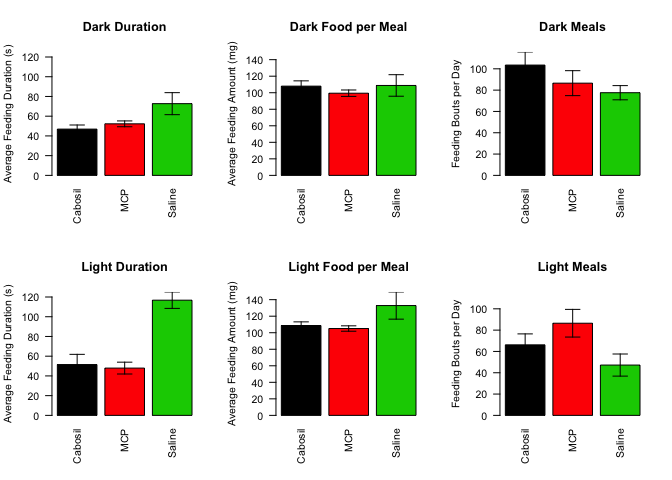 Dark Duration
Average Feeding Duration (s)
120
100
80
60
40
20
0
Cabosil
MCP
Saline
Dark Food per Meal
Average Feeding Amount (mg)
140
120
100
80
60
40
20
0
Cabosil
MCP
Saline
Dark Meals
Feeding Bouts per Day
100
80
60
40
20
0
Cabosil
MCP
Saline
Light Duration
Average Feeding Duration (s)
120
100
80
60
40
20
0
Cabosil
MCP
Saline
Light Food per Meal
Average Feeding Amount (mg)
140
120
100
80
60
40
20
0
Cabosil
MCP
Saline
Light Meals
Feeding Bouts per Day
100
80
60
40
20
0
Cabosil
MCP
Saline